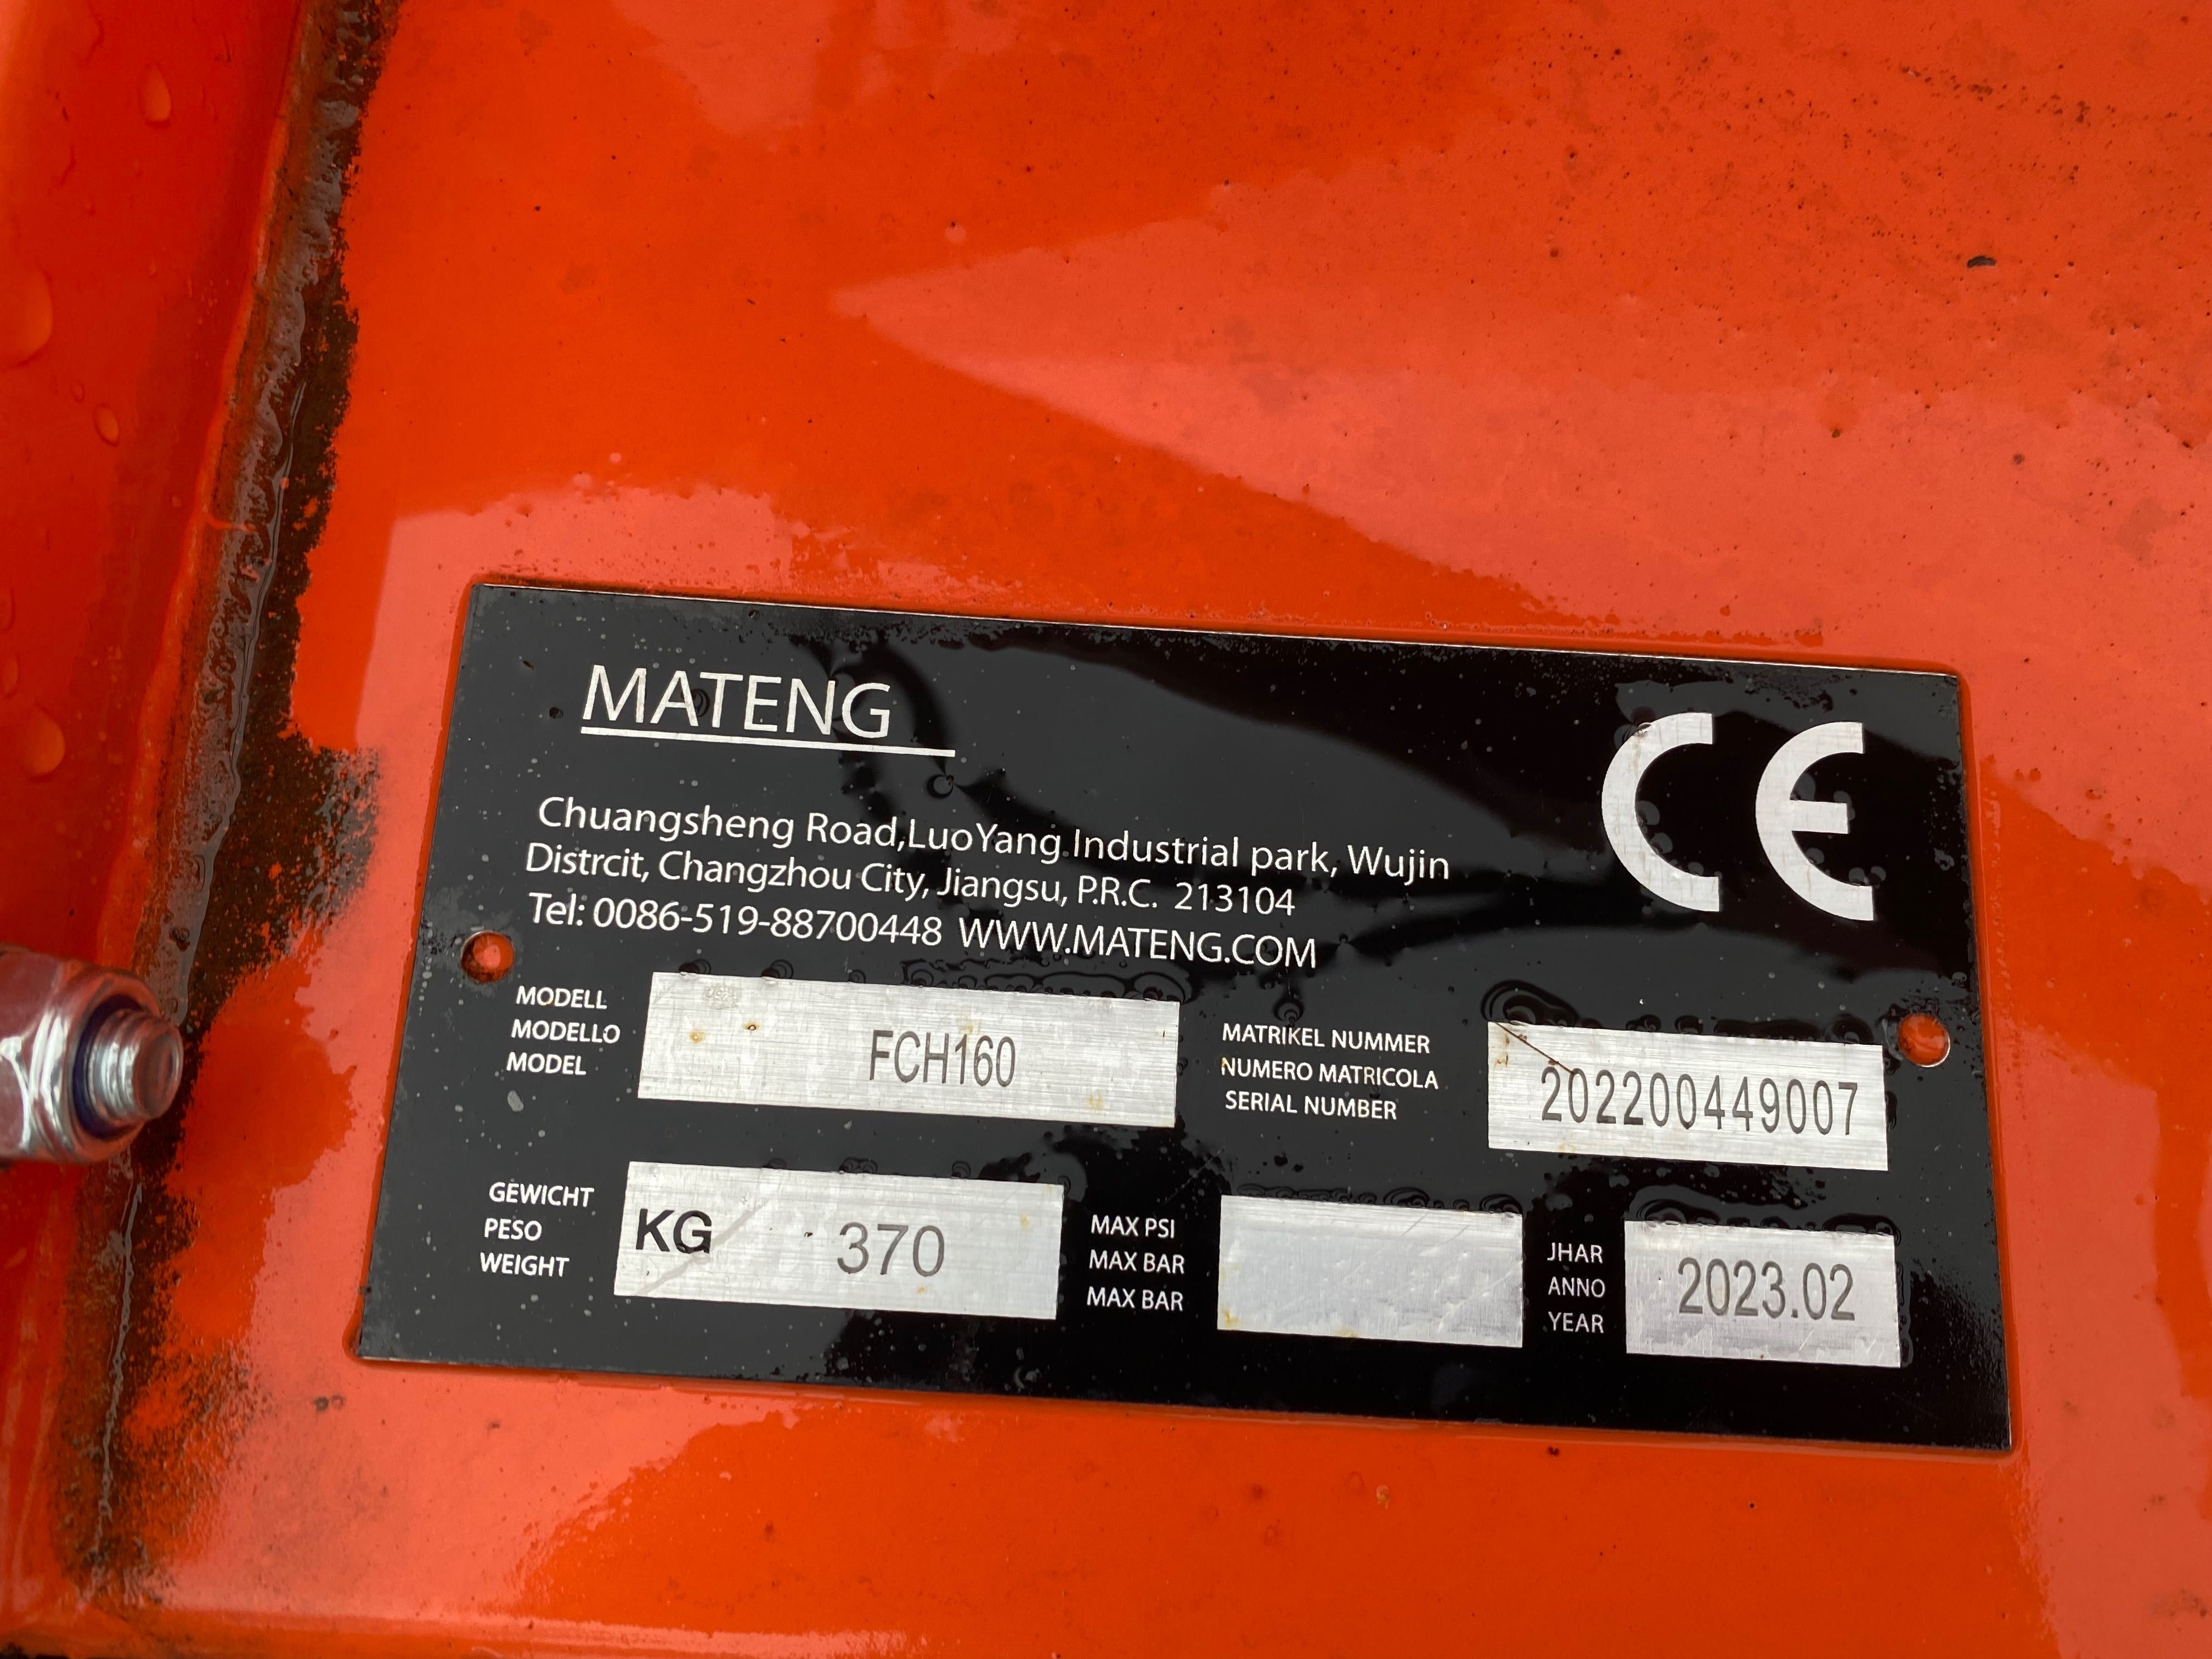 MATENG
CE
Chuangsheng Road,LuoYang.Industrial park, Wujin
Distrcit, Changzhou City, Jiangsu, P.R.C. 213104
Tel: 0086-519-88700448 WWW.MATENG.COM
MODELL
MODELLO
MODEL
FCH160
MATRIKEL NUMMER
NUMERO MATRICOLA
SERIAL NUMBER
202200449007
GEWICHT
PESO
WEIGHT
KG 370
MAX PSI
MAX BAR
MAX BAR
JHAR
ANNO
YEAR
2023.02